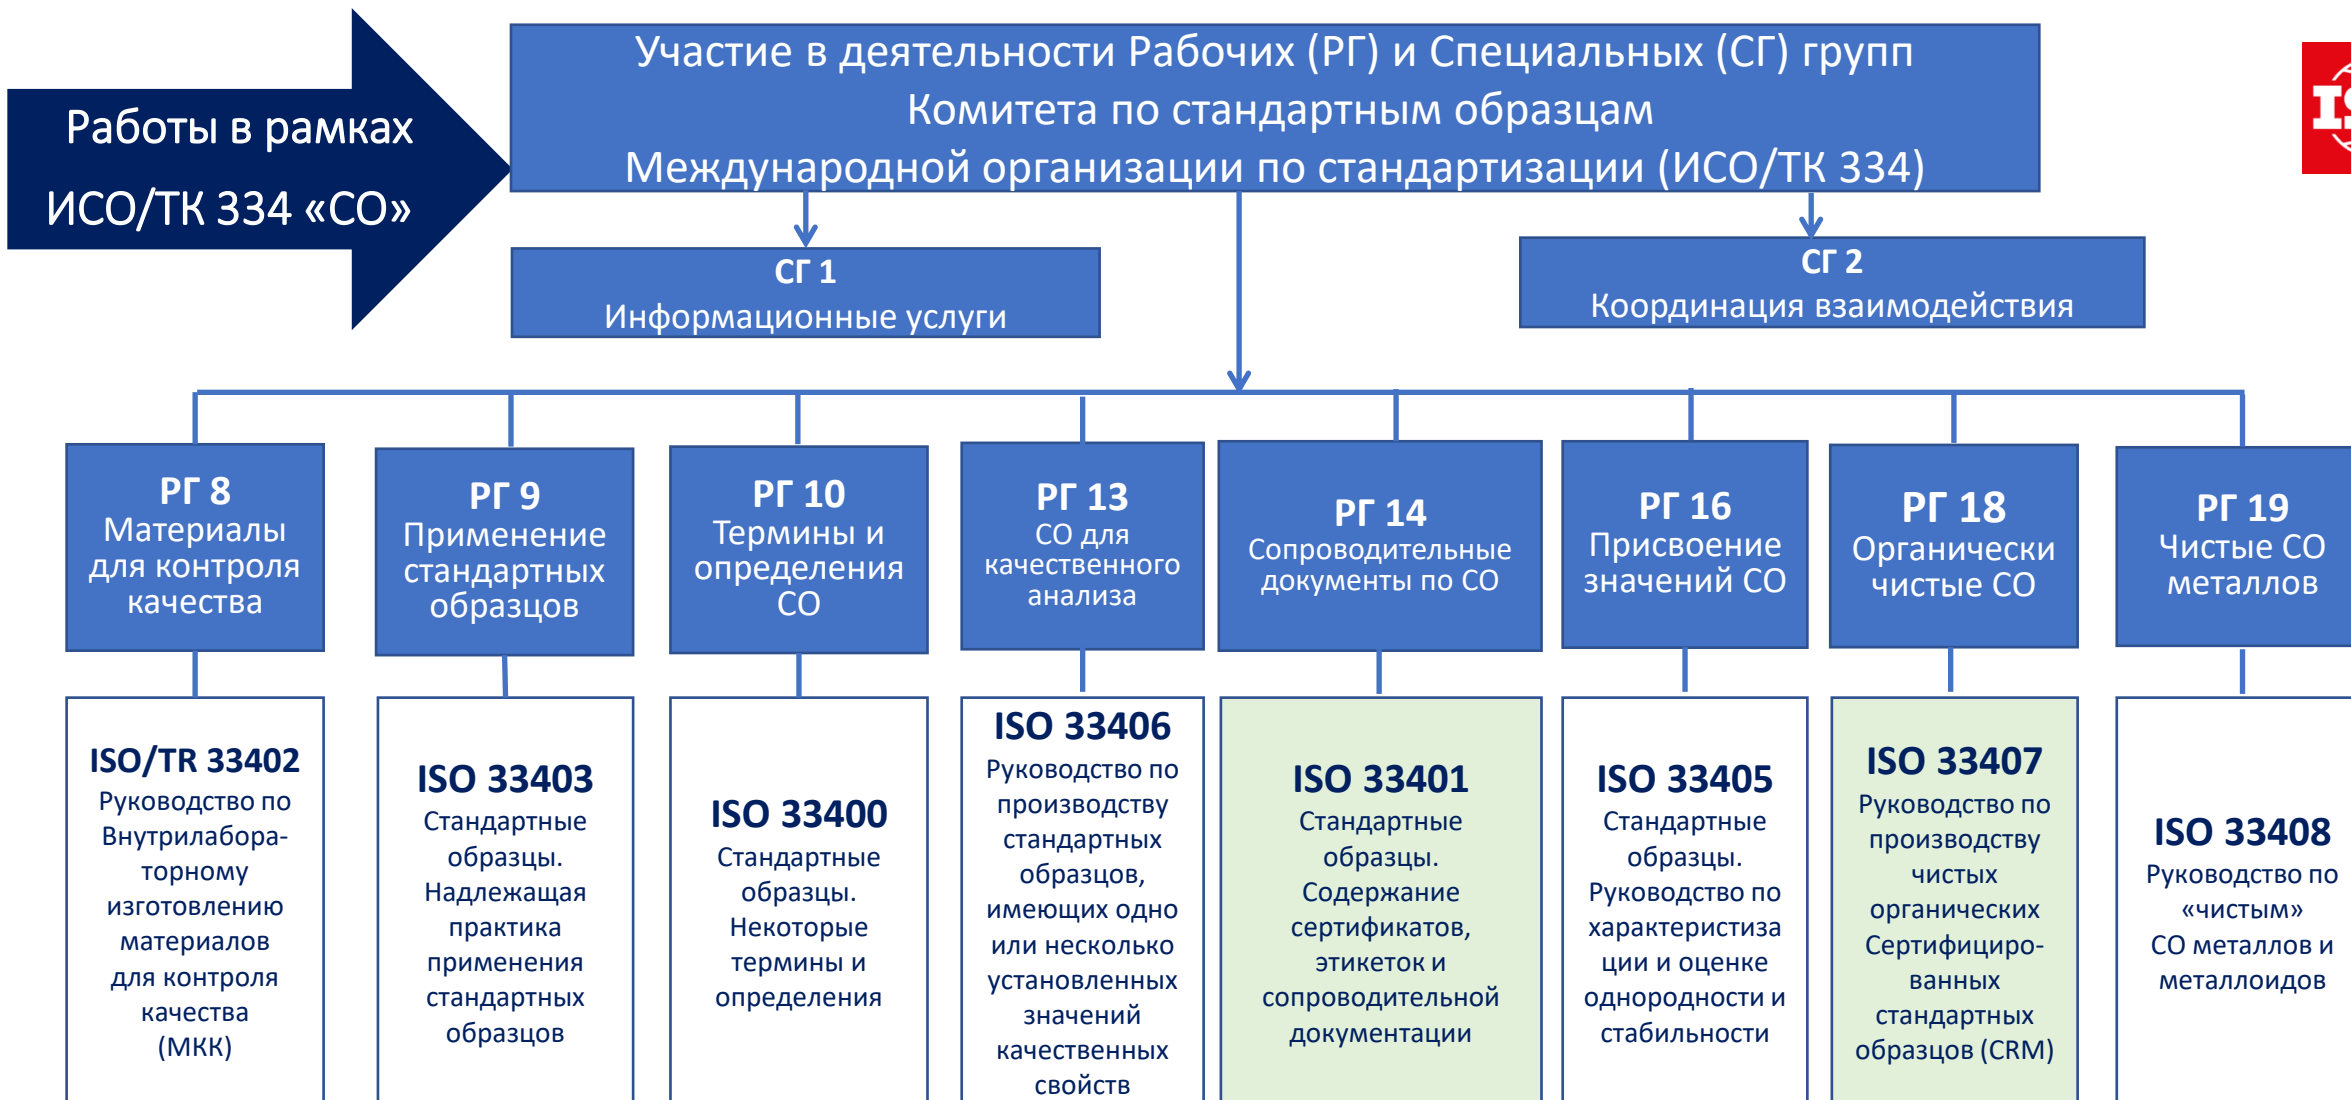 Работы в рамках
ИСО/ТК 334 «СО»
Участие в деятельности Рабочих (РГ) и Специальных (СГ) групп
Комитета по стандартным образцам
Международной организации по стандартизации (ИСО/ТК 334)
СГ 1
Информационные услуги
СГ 2
Координация взаимодействия
РГ 8
Материалы
для контроля
качества
РГ 9
Применение
стандартных
образцов
РГ 10
Термины и
определения
СО
РГ 13
СО для
качественного
анализа
РГ 14
Сопроводительные
документы по СО
РГ 16
Присвоение
значений СО
РГ 18
Органически
чистые СО
РГ 19
Чистые СО
металлов
ISO/TR 33402
Руководство по
Внутрилабора-
торному
изготовлению
материалов
для контроля
качества
(МКК)
ISO 33403
Стандартные
образцы.
Надлежащая
практика
применения
стандартных
образцов
ISO 33400
Стандартные
образцы.
Некоторые
термины и
определения
ISO 33406
Руководство по
производству
стандартных
образцов,
имеющих одно
или несколько
установленных
значений
качественных
свойств
ISO 33401
Стандартные
образцы.
Содержание
сертификатов,
этикеток и
сопроводительной
документации
ISO 33405
Стандартные
образцы.
Руководство по
характеристиза
ции и оценке
однородности и
стабильности
ISO 33407
Руководство по
производству
чистых
органических
Сертифициро-
ванных
стандартных
образцов (CRM)
ISO 33408
Руководство по
«чистым»
СО металлов и
металлоидов